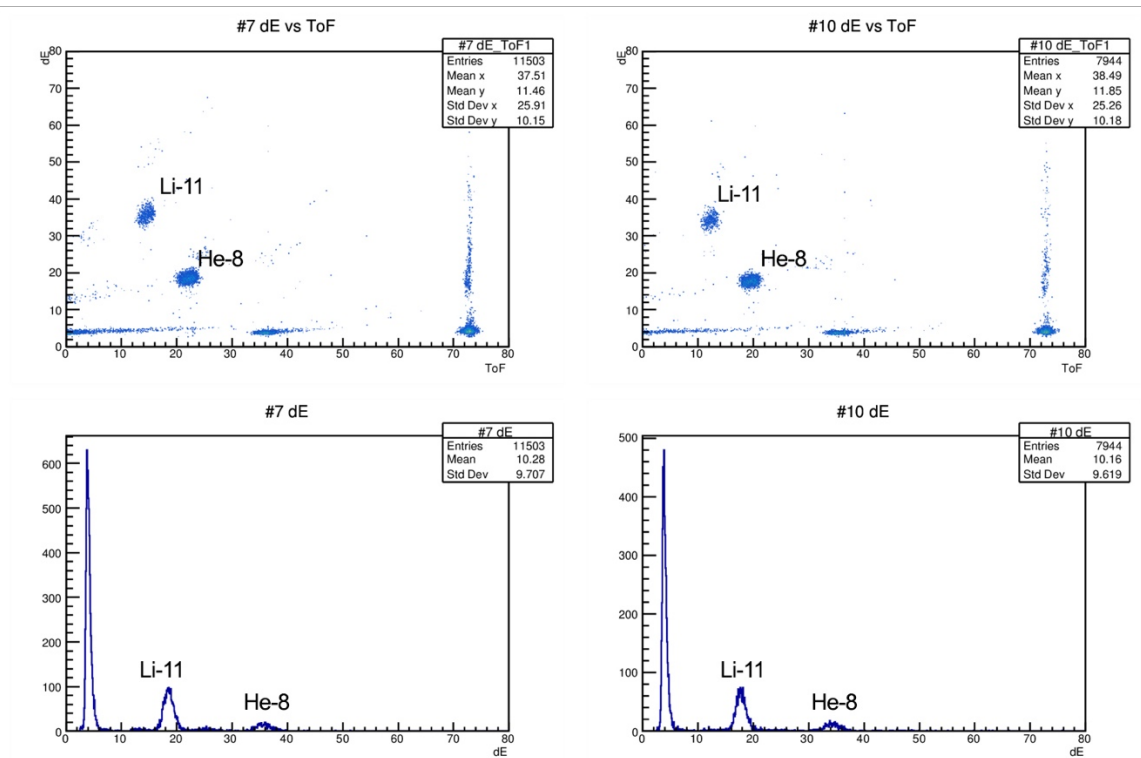 #7 dE vs ToF
dE
#7 dE_ToF1
Entries 11503
Mean x 37.51
Mean y 11.46
Std Dev x 25.91
Std Dev y 10.15
80
70
60
50
40
30
20
10
0
Li-11
He-8
0 10 20 30 40 50 60 70 80
ToF
#10 dE vs ToF
dE
#10 dE_ToF1
Entries 7944
Mean x 38.49
Mean y 11.85
Std Dev x 25.26
Std Dev y 10.18
80
70
60
50
40
30
20
10
0
Li-11
He-8
0 10 20 30 40 50 60 70 80
ToF
#7 dE
#7 dE
Entries 11503
Mean 10.28
Std Dev 9.707
600
500
400
300
200
100
0
Li-11
He-8
0 10 20 30 40 50 60 70 80
dE
#10 dE
#10 dE
Entries 7944
Mean 10.16
Std Dev 9.619
500
400
300
200
100
0
Li-11
He-8
0 10 20 30 40 50 60 70 80
dE